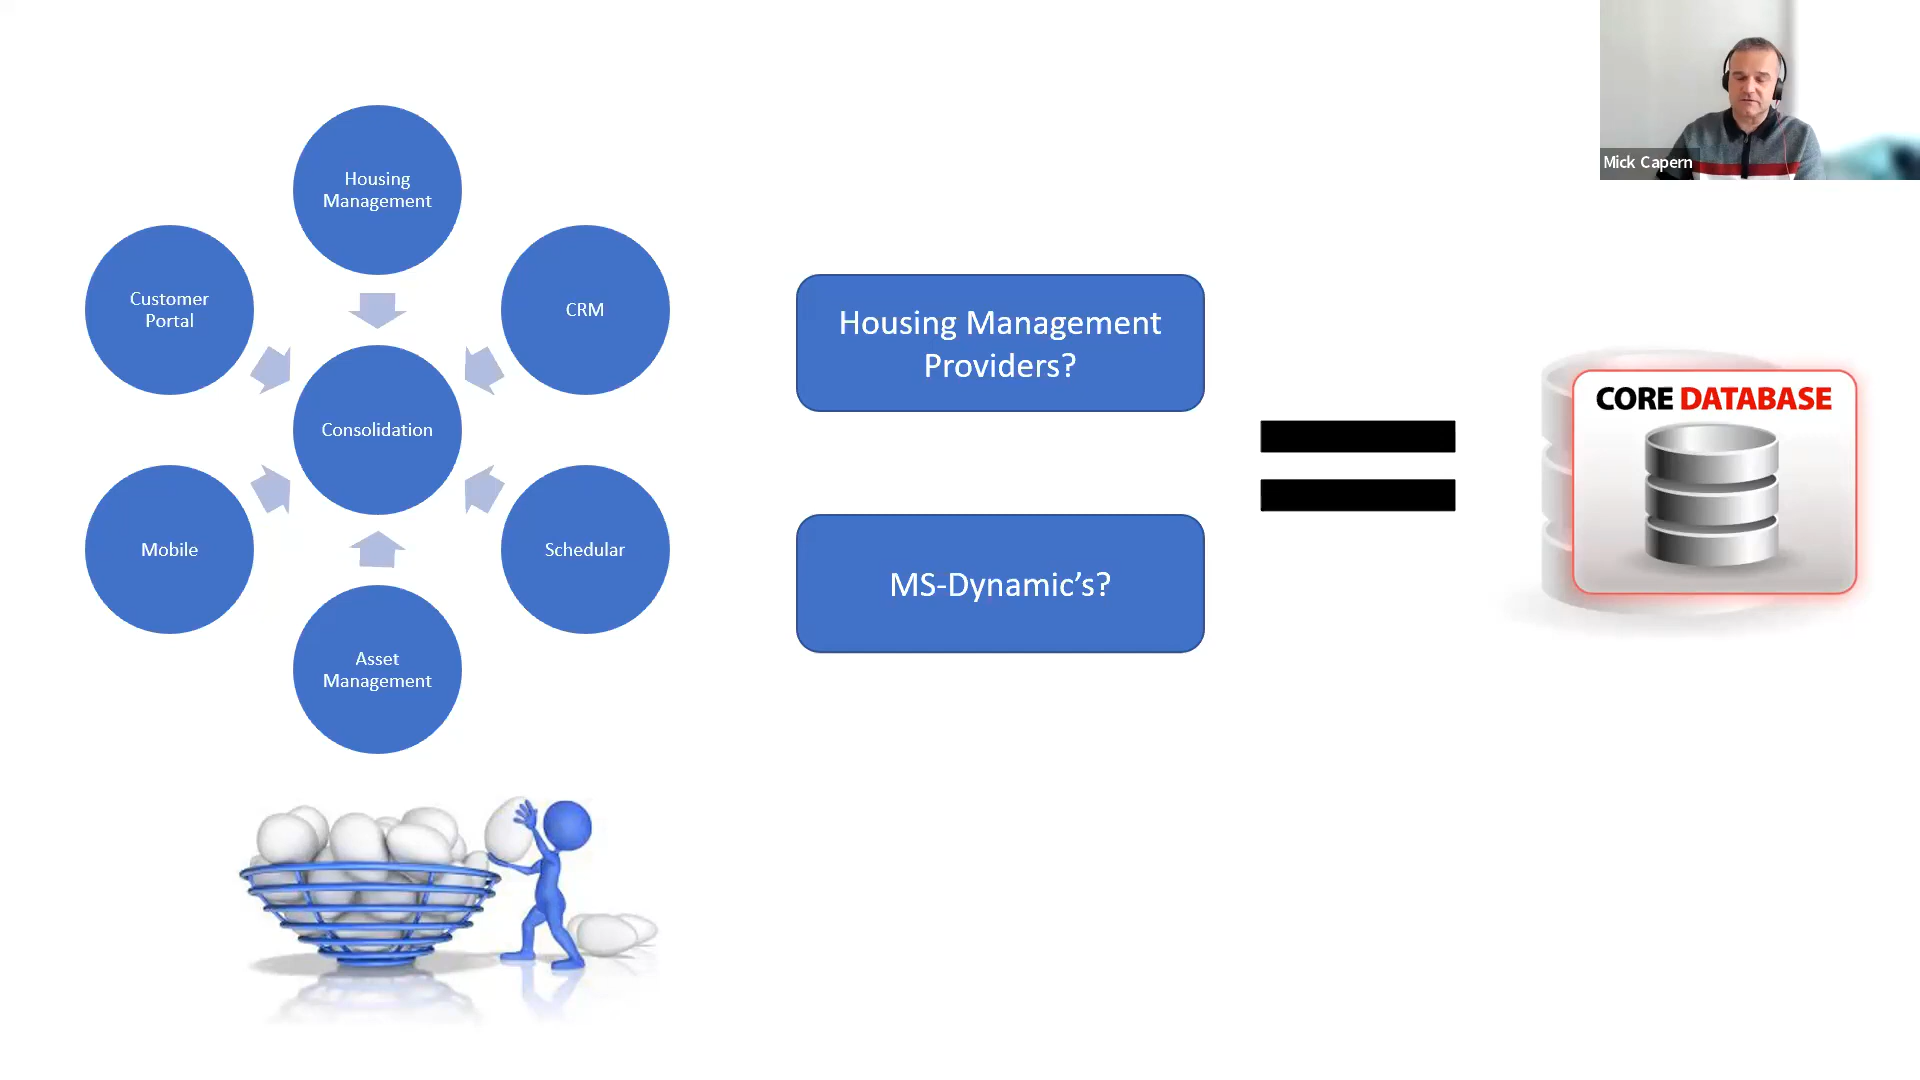 Mick Capern
Housing
Management
Customer
Portal
CRM
Consolidation
Mobile
Schedular
Asset
Management
Housing Management
Providers?
MS-Dynamic’s?
CORE DATABASE